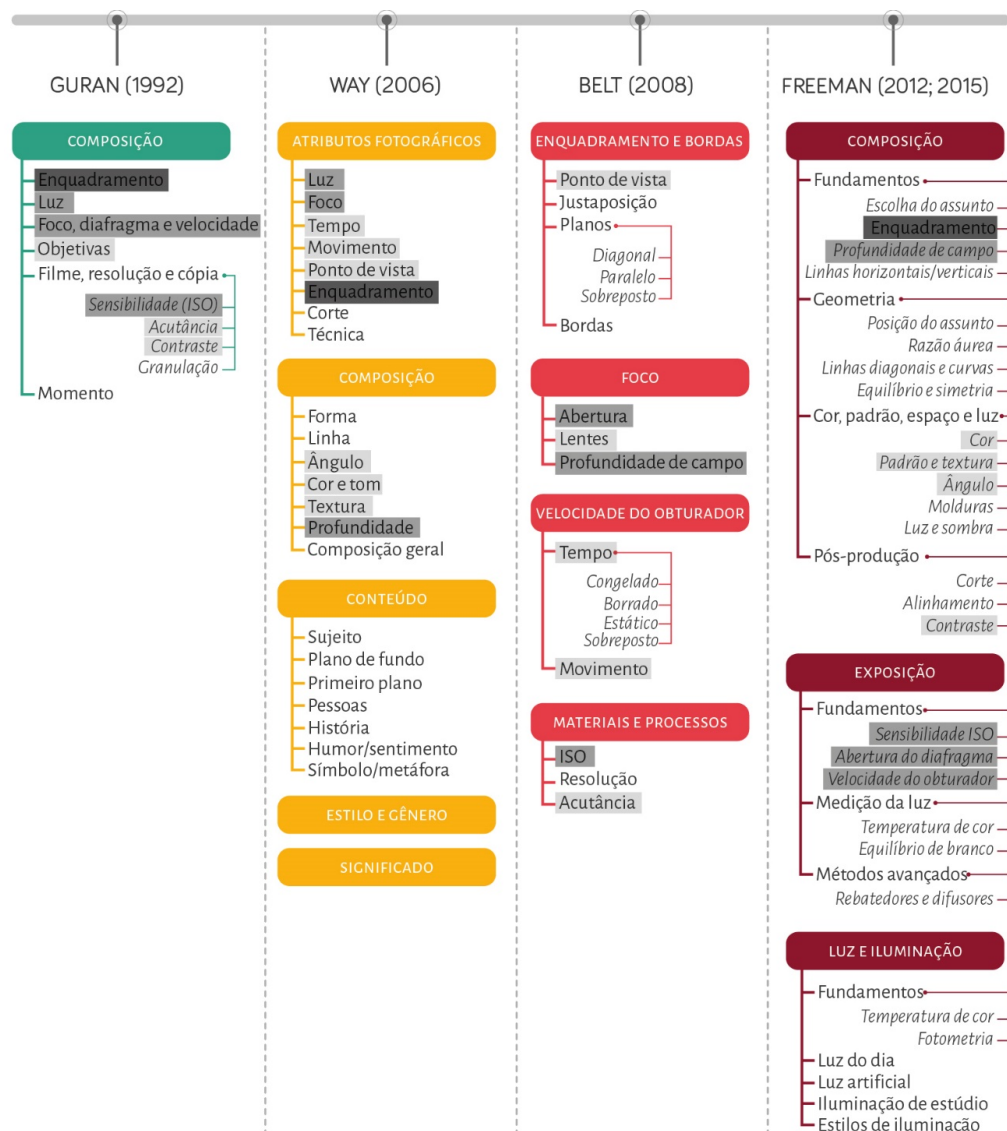 GURAN (1992)
COMPOSIÇÃO
Enquadramento
Luz
Foco, diafragma e velocidade
Objetivas
Filme, resolução e cópia
Sensibilidade (ISO)
Acutância
Contraste
Granulação
Momento
WAY (2006)
ATRIBUTOS FOTOGRÁFICOS
Luz
Foco
Tempo
Movimento
Ponto de vista
Enquadramento
Corte
Técnica
COMPOSIÇÃO
Forma
Linha
Ângulo
Cor e tom
Textura
Profundidade
Composição geral
CONTEÚDO
Sujeito
Plano de fundo
Primeiro plano
Pessoas
História
Humor/sentimento
Símbolo/metáfora
ESTILO E GÊNERO
SIGNIFICADO
BELT (2008)
ENQUADRAMENTO E BORDAS
Ponto de vista
Justaposição
Planos
Diagonal
Paralelo
Sobreposto
Bordas
FOCO
Abertura
Lentes
Profundidade de campo
VELOCIDADE DO OBTURADOR
Tempo
Congelado
Borrado
Estático
Sobreposto
Movimento
MATERIAIS E PROCESSOS
ISO
Resolução
Acutância
FREEMAN (2012; 2015)
COMPOSIÇÃO
Fundamentos
Escolha do assunto
Enquadramento
Profundidade de campo
Linhas horizontais/verticais
Geometria
Posição do assunto
Razão áurea
Linhas diagonais e curvas
Equilíbrio e simetria
Cor, padrão, espaço e luz
Cor
Padrão e textura
Ângulo
Molduras
Luz e sombra
Pós-produção
Corte
Alinhamento
Contraste
EXPOSIÇÃO
Fundamentos
Sensibilidade ISO
Abertura do diafragma
Velocidade do obturador
Medição da luz
Temperatura de cor
Equilíbrio de branco
Métodos avançados
Rebatedores e difusores
LUZ E ILUMINAÇÃO
Fundamentos
Temperatura de cor
Fotometria
Luz do dia
Luz artificial
Iluminação de estúdio
Estilos de iluminação